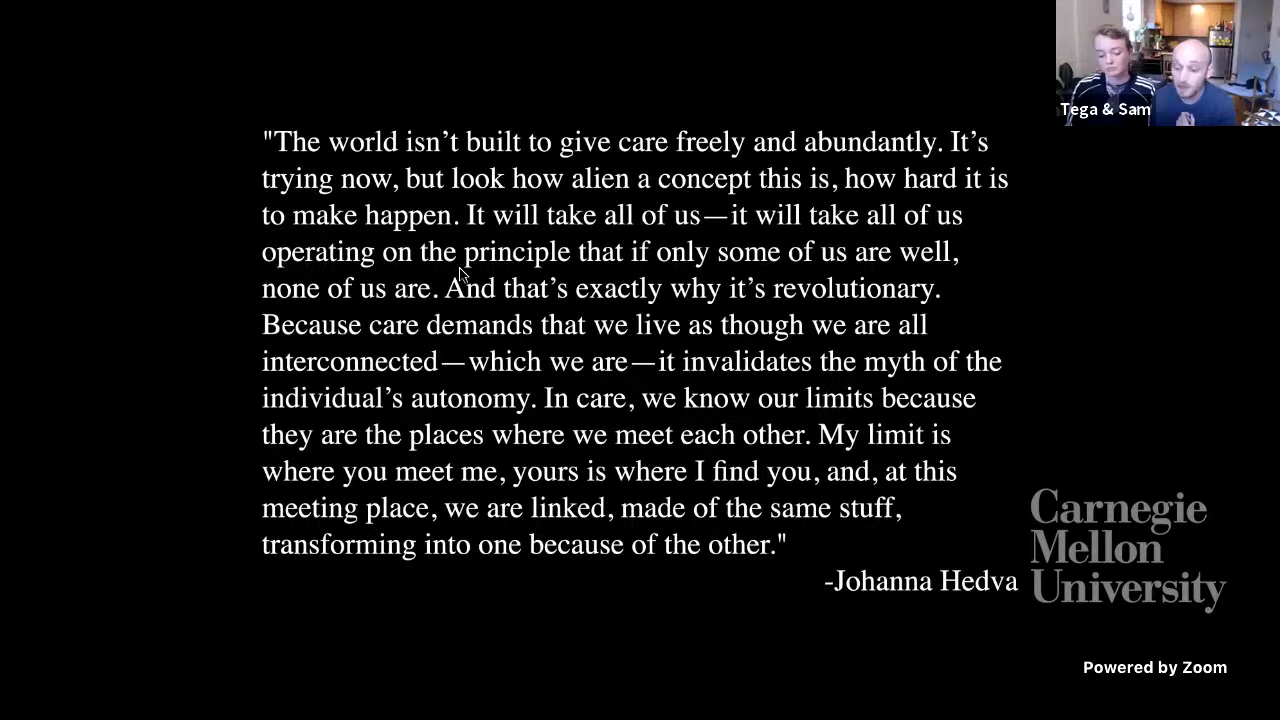 Tega & Sam
"The world isn’t built to give care freely and abundantly. It’s
trying now, but look how alien a concept this is, how hard it is
to make happen. It will take all of us—it will take all of us
operating on the principle that if only some of us are well,
none of us are. And that’s exactly why it’s revolutionary.
Because care demands that we live as though we are all
interconnected—which we are—it invalidates the myth of the
individual’s autonomy. In care, we know our limits because
they are the places where we meet each other. My limit is
where you meet me, yours is where I find you, and, at this
meeting place, we are linked, made of the same stuff,
transforming into one because of the other."
-Johanna Hedva
Carnegie
Mellon
University
Powered by Zoom